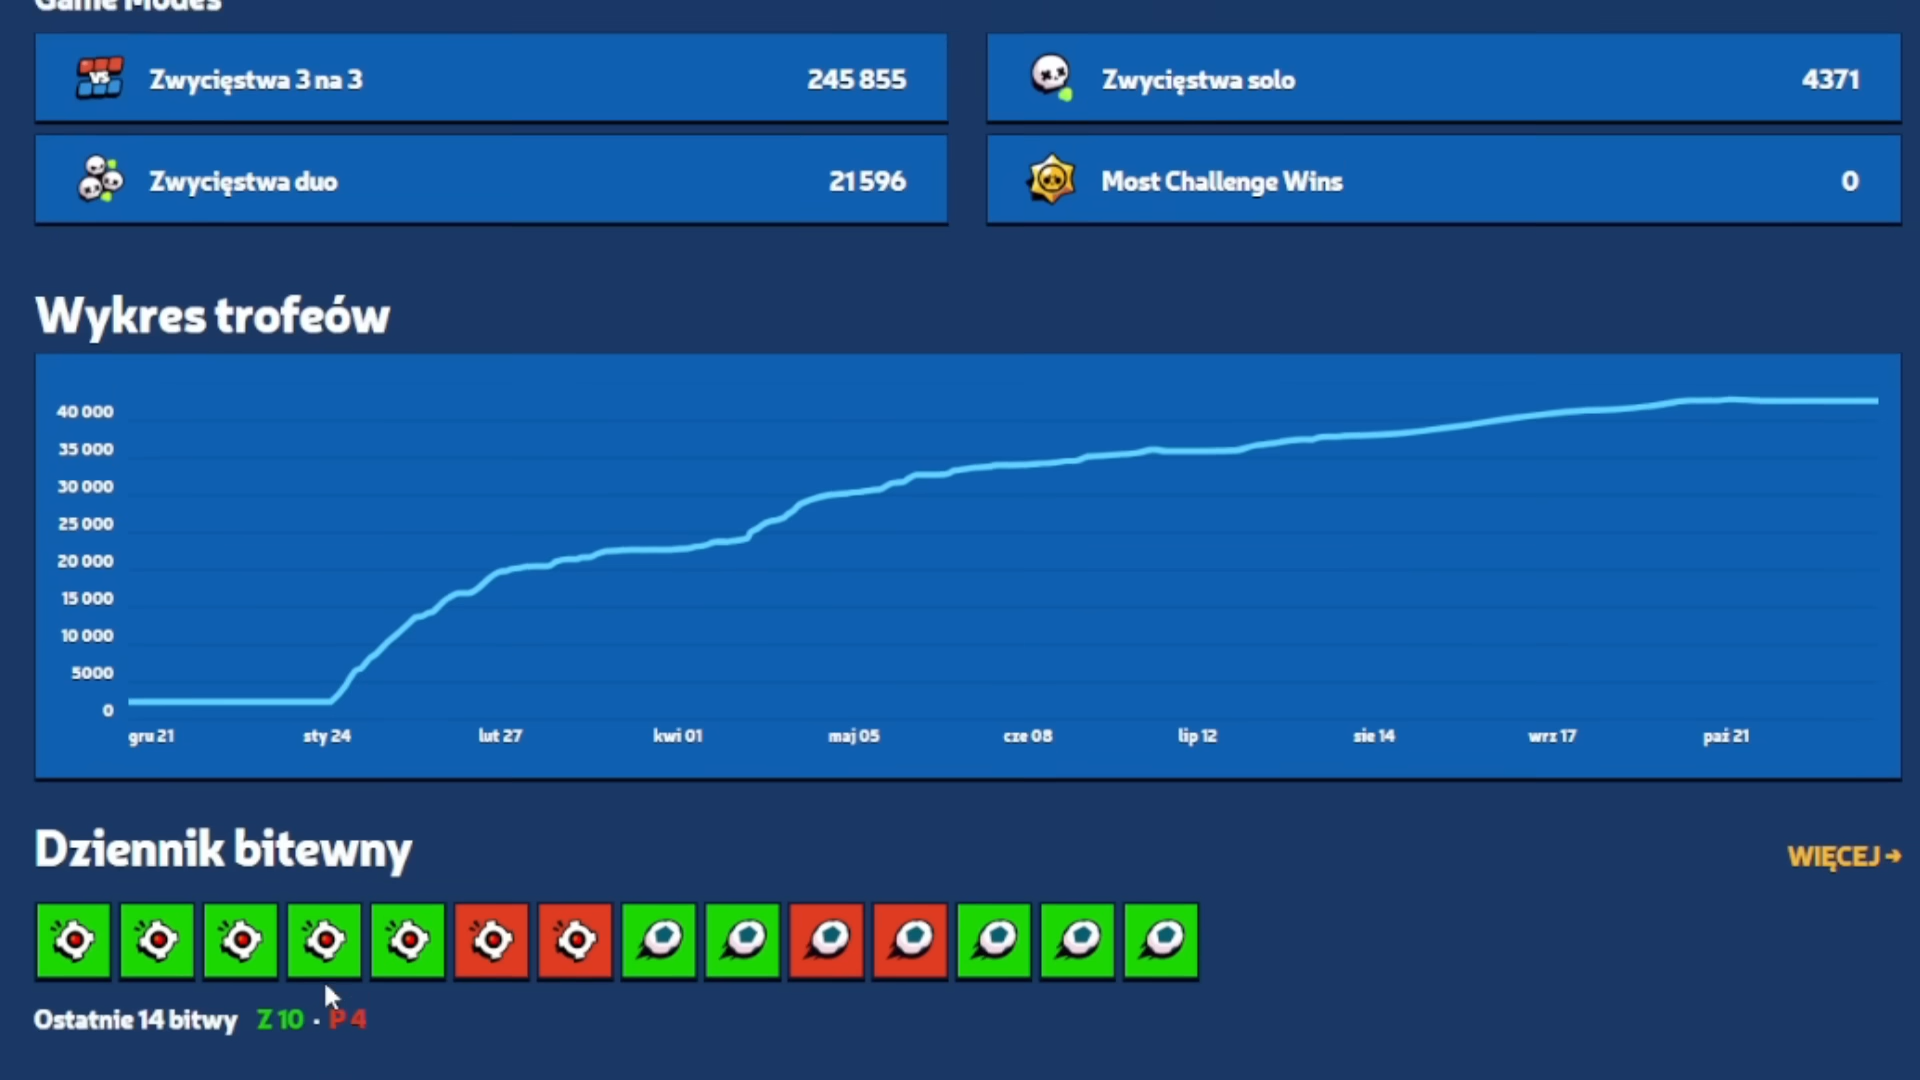 Game Modes
VS
Zwycięstwa 3 na 3 245 855
Zwycięstwa solo 4371
Zwycięstwa duo 21 596
Most Challenge Wins 0
Wykres trofeów
40 000
35 000
30 000
25 000
20 000
15 000
10 000
5000
0
gru 21 sty 24 lut 27 kwi 01 maj 05 cze 08 lip 12 sie 14 wrz 17 paź 21
Dziennik bitewny
WIĘCEJ →
Ostatnie 14 bitwy Z 10 · P 4